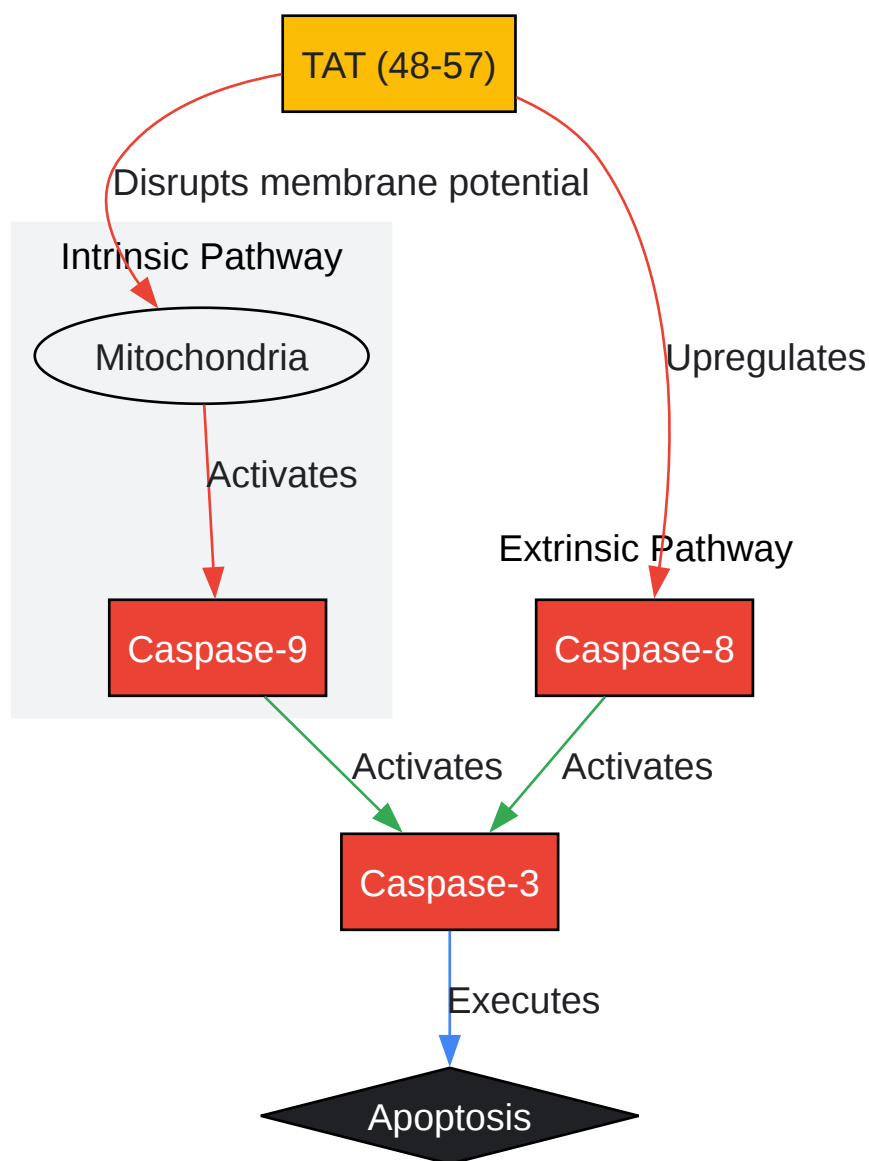 TAT (48-57)
Disrupts membrane potential
Intrinsic Pathway
Mitochondria
Upregulates
Activates
Extrinsic Pathway
Caspase-9
Caspase-8
Activates
Activates
Caspase-3
Executes
Apoptosis